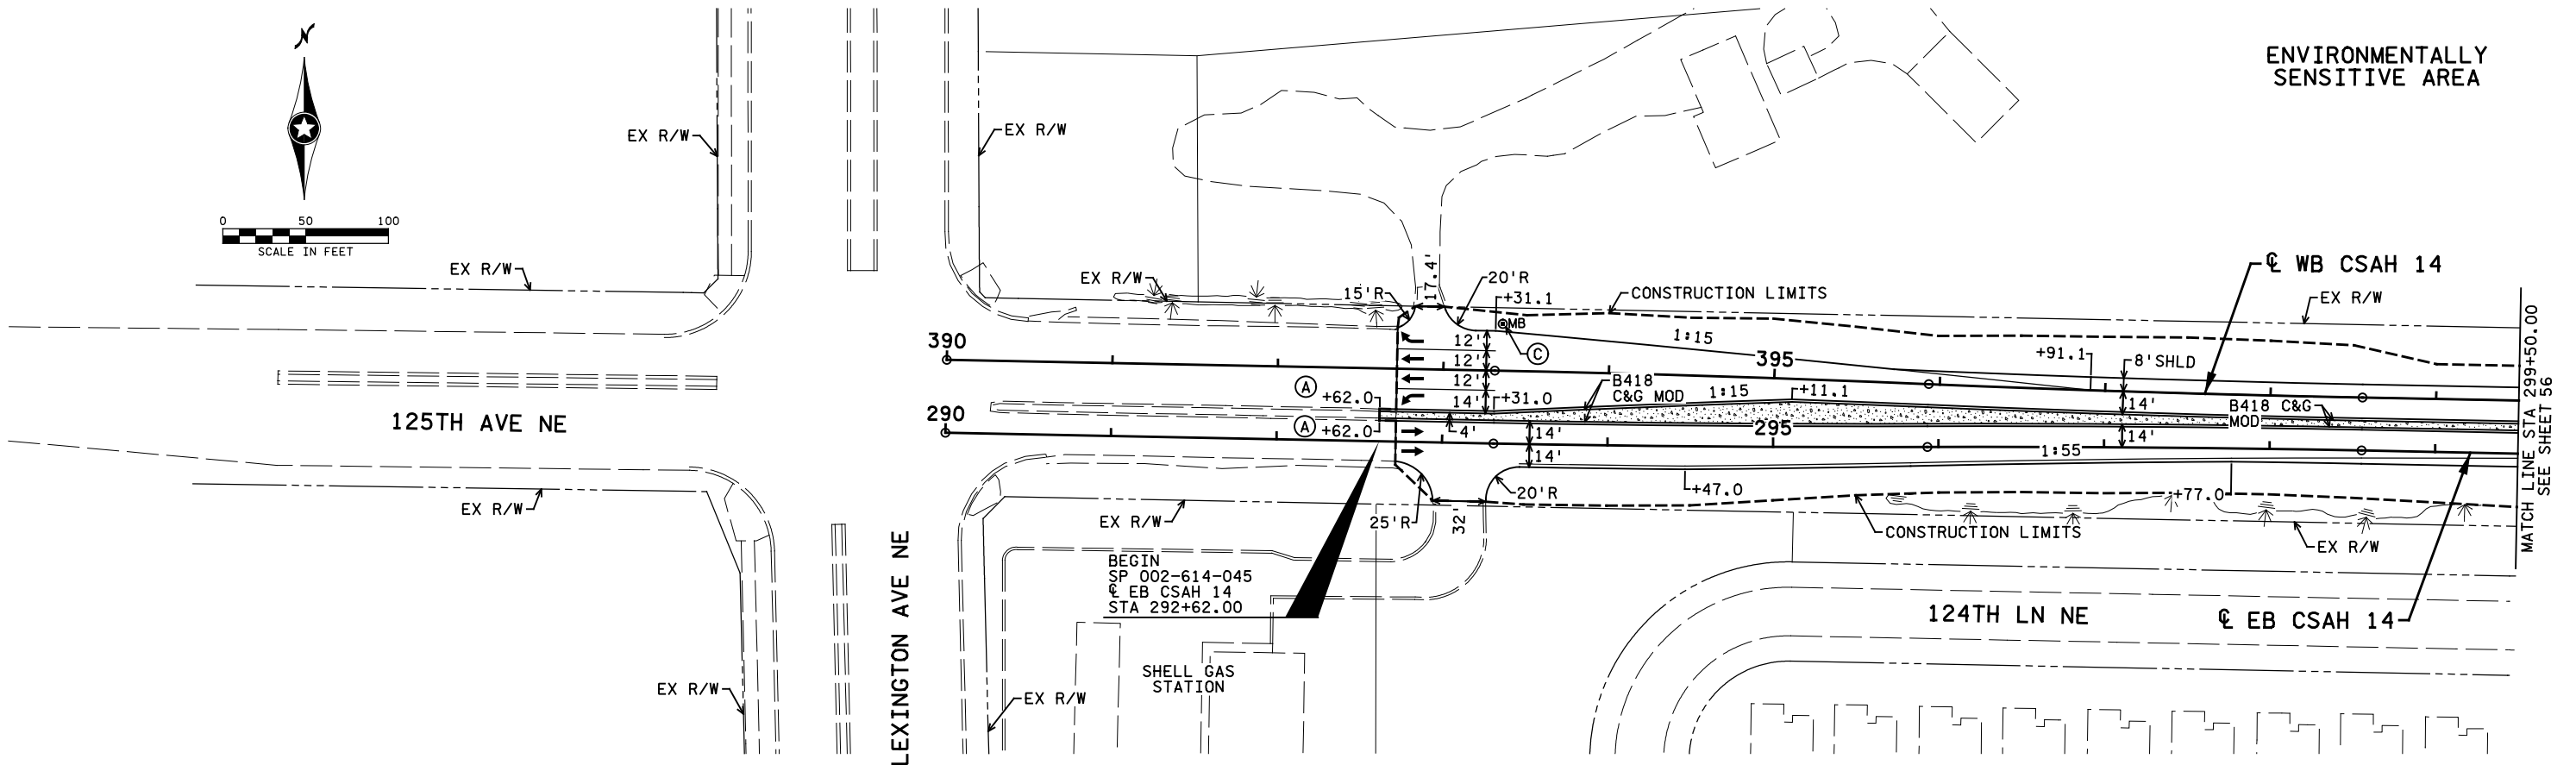 N
0 50 100
SCALE IN FEET
ENVIRONMENTALLY
SENSITIVE AREA
EX R/W
EX R/W
EX R/W
EX R/W
15'R
17.4'
20'R
+31.1
CONSTRUCTION LIMITS
MB
C
1:15
℄ WB CSAH 14
EX R/W
390
12'
12'
12'
14'
395
+91.1
8'SHLD
14'
A
+62.0
+31.0
B418
C&G MOD
1:15
+11.1
B418 C&G
MOD
125TH AVE NE
290
A
+62.0
4'
14'
14'
295
14'
1:55
MATCH LINE STA 299+50.00
SEE SHEET 56
EX R/W
EX R/W
25'R
32'
20'R
+47.0
+77.0
CONSTRUCTION LIMITS
EX R/W
BEGIN
SP 002-614-045
℄ EB CSAH 14
STA 292+62.00
LEXINGTON AVE NE
124TH LN NE
℄ EB CSAH 14
SHELL GAS
STATION
EX R/W
EX R/W